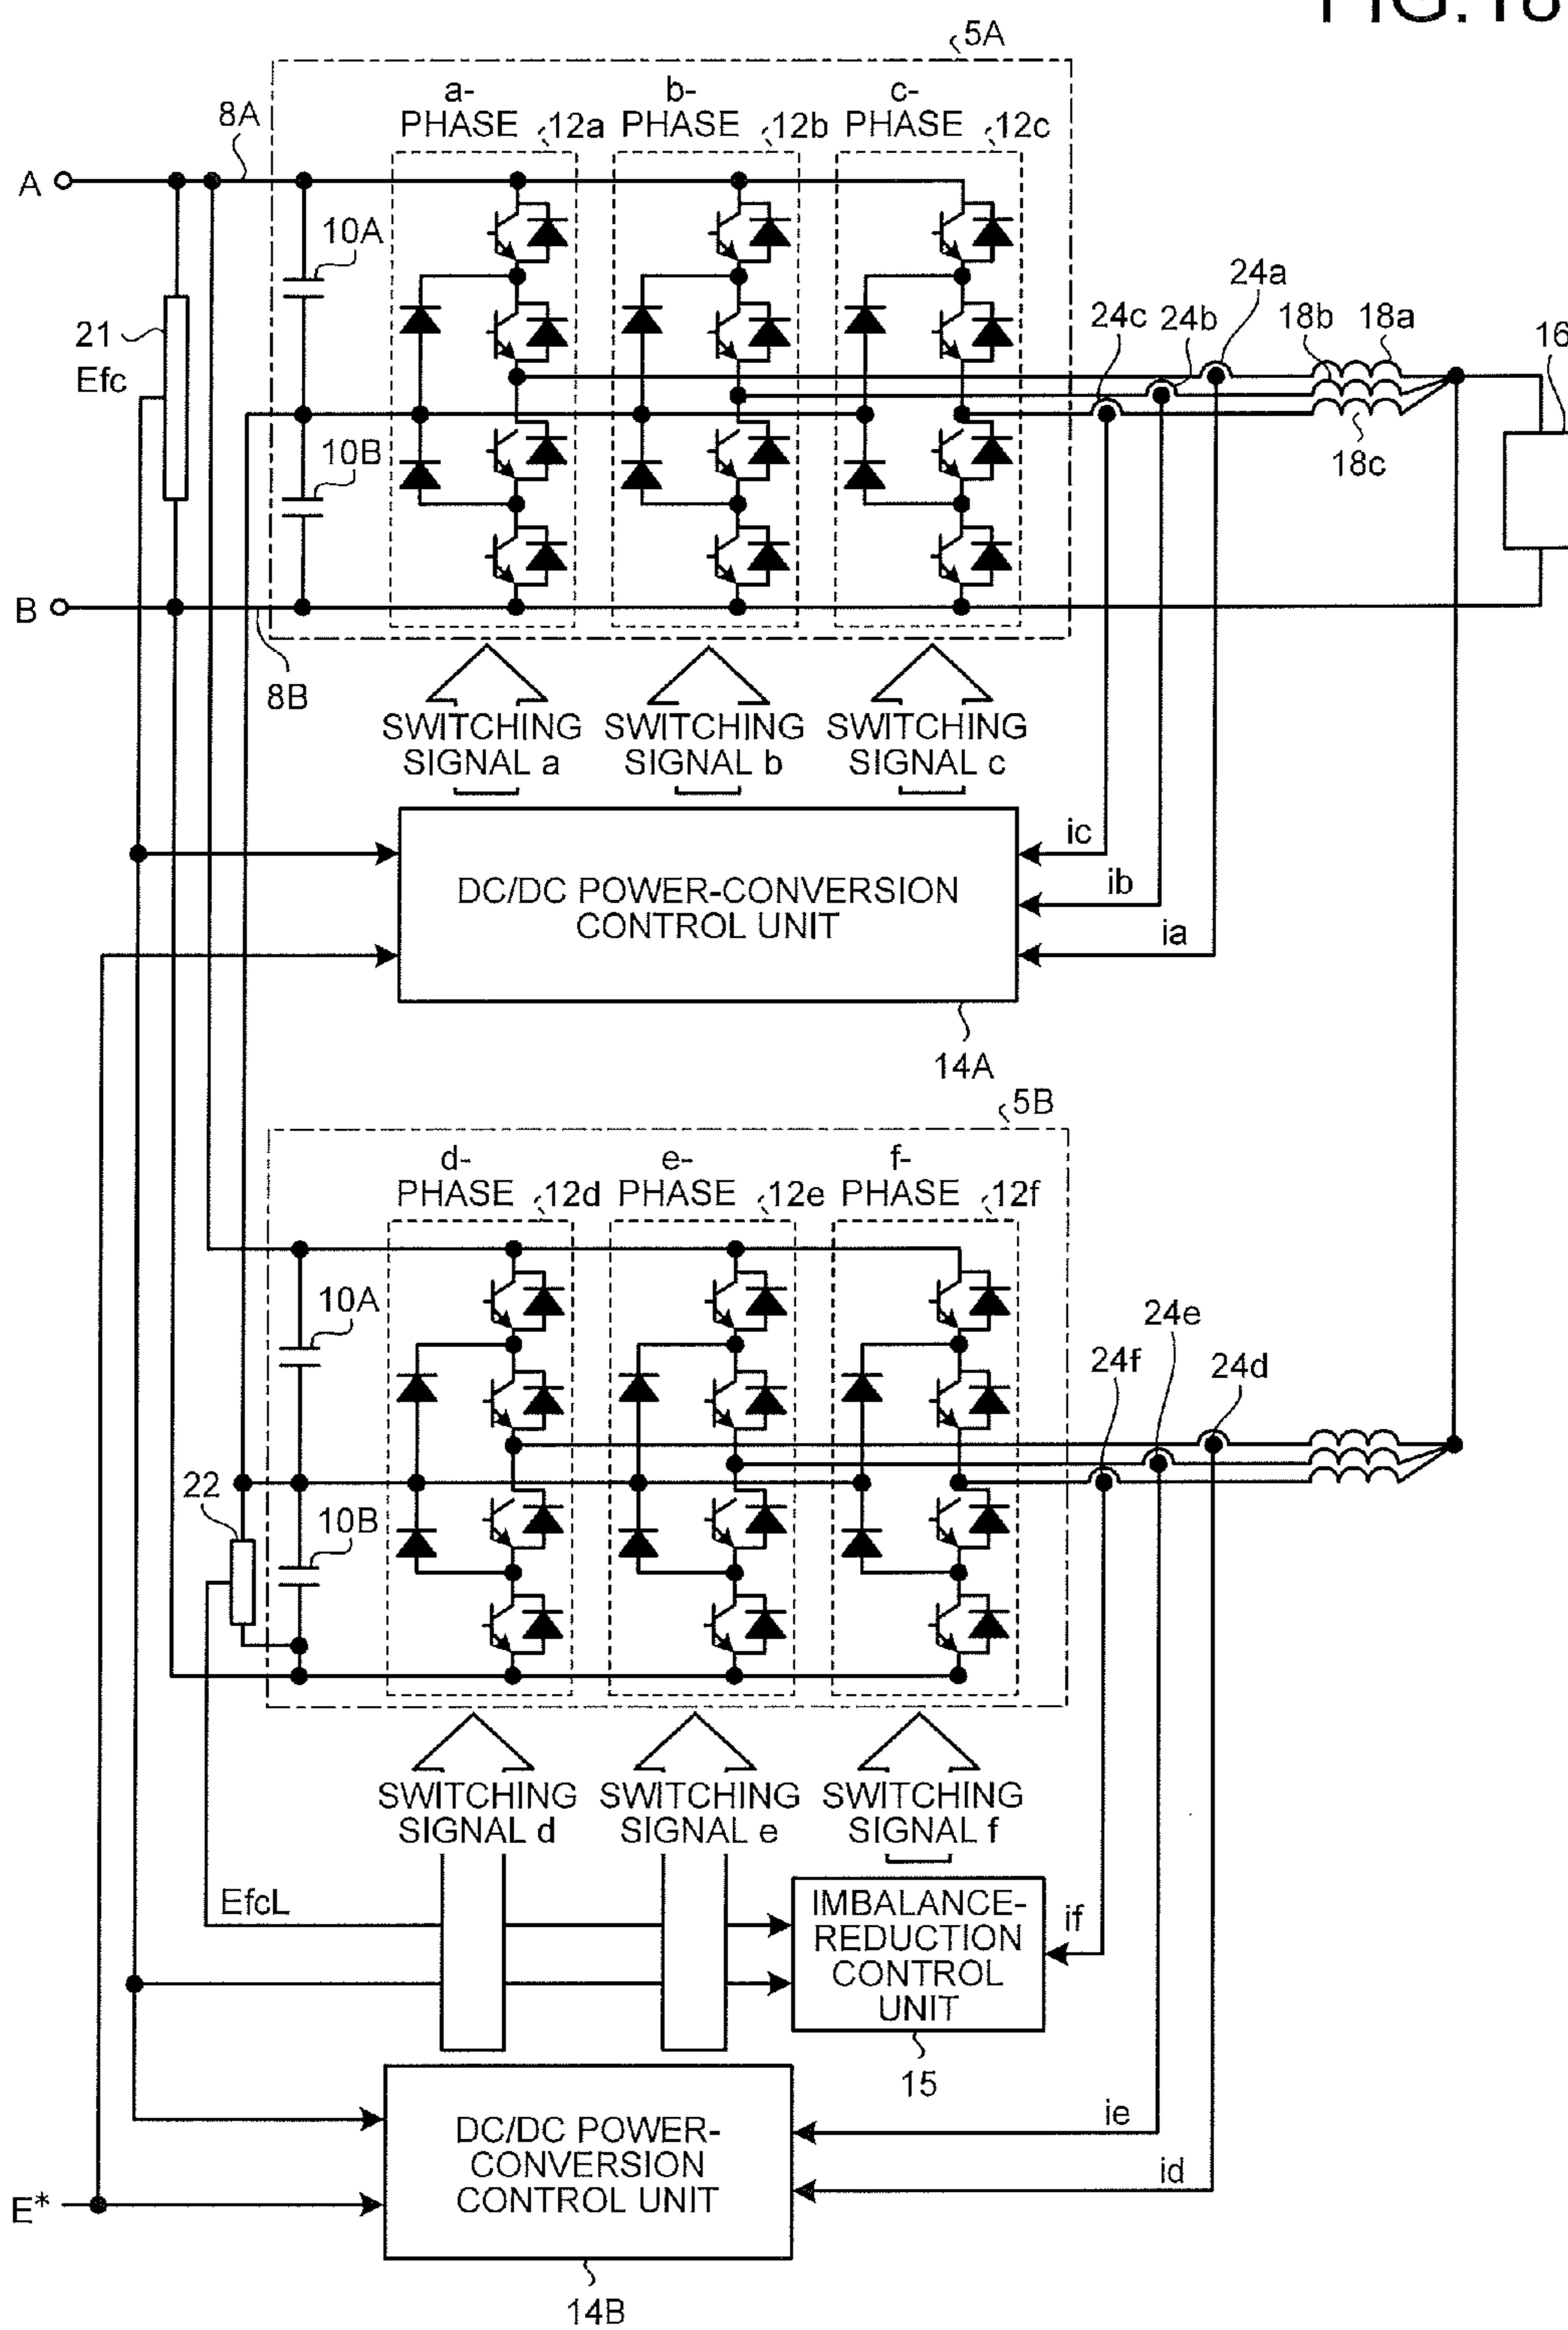 FIG.18
5A
a-
PHASE
12a
b-
PHASE
12b
c-
PHASE
12c
8A
A
10A
21
Efc
10B
B
8B
24c
24b
24a
18b
18a
16
18c
SWITCHING
SIGNAL a
SWITCHING
SIGNAL b
SWITCHING
SIGNAL c
DC/DC POWER-CONVERSION
CONTROL UNIT
ic
ib
ia
14A
5B
d-
PHASE
12d
e-
PHASE
12e
f-
PHASE
12f
10A
22
10B
24f
24e
24d
SWITCHING
SIGNAL d
SWITCHING
SIGNAL e
SWITCHING
SIGNAL f
EfcL
IMBALANCE-
REDUCTION
CONTROL
UNIT
if
15
DC/DC POWER-
CONVERSION
CONTROL UNIT
ie
id
E*
14B